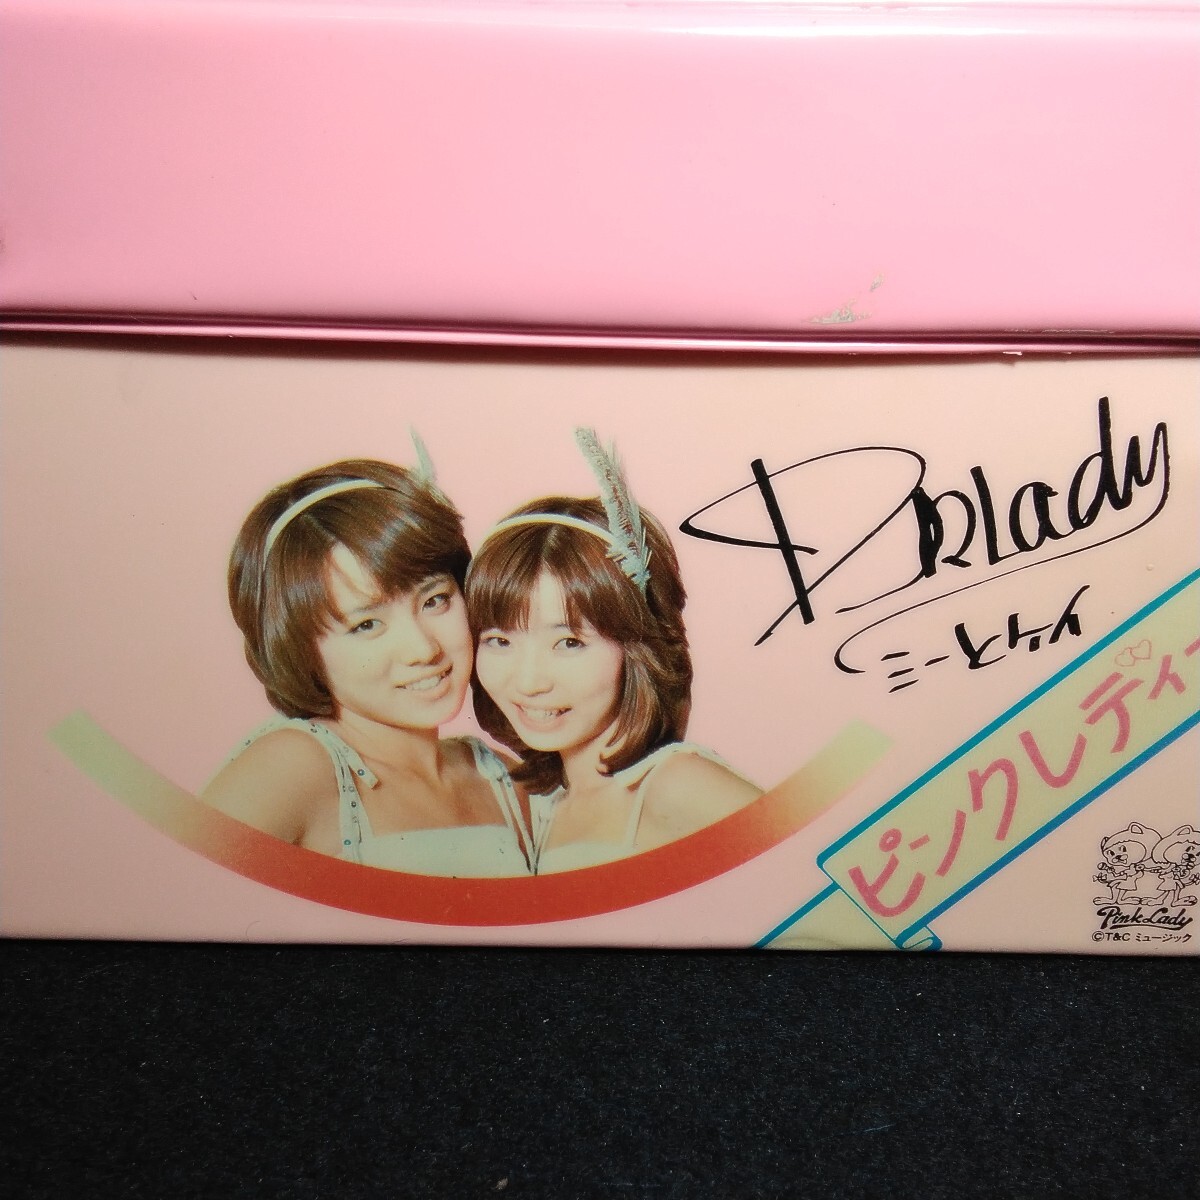 P.K lady
ミーとケイ
ピンクレディー
Pink Lady
©T&C ミュージック